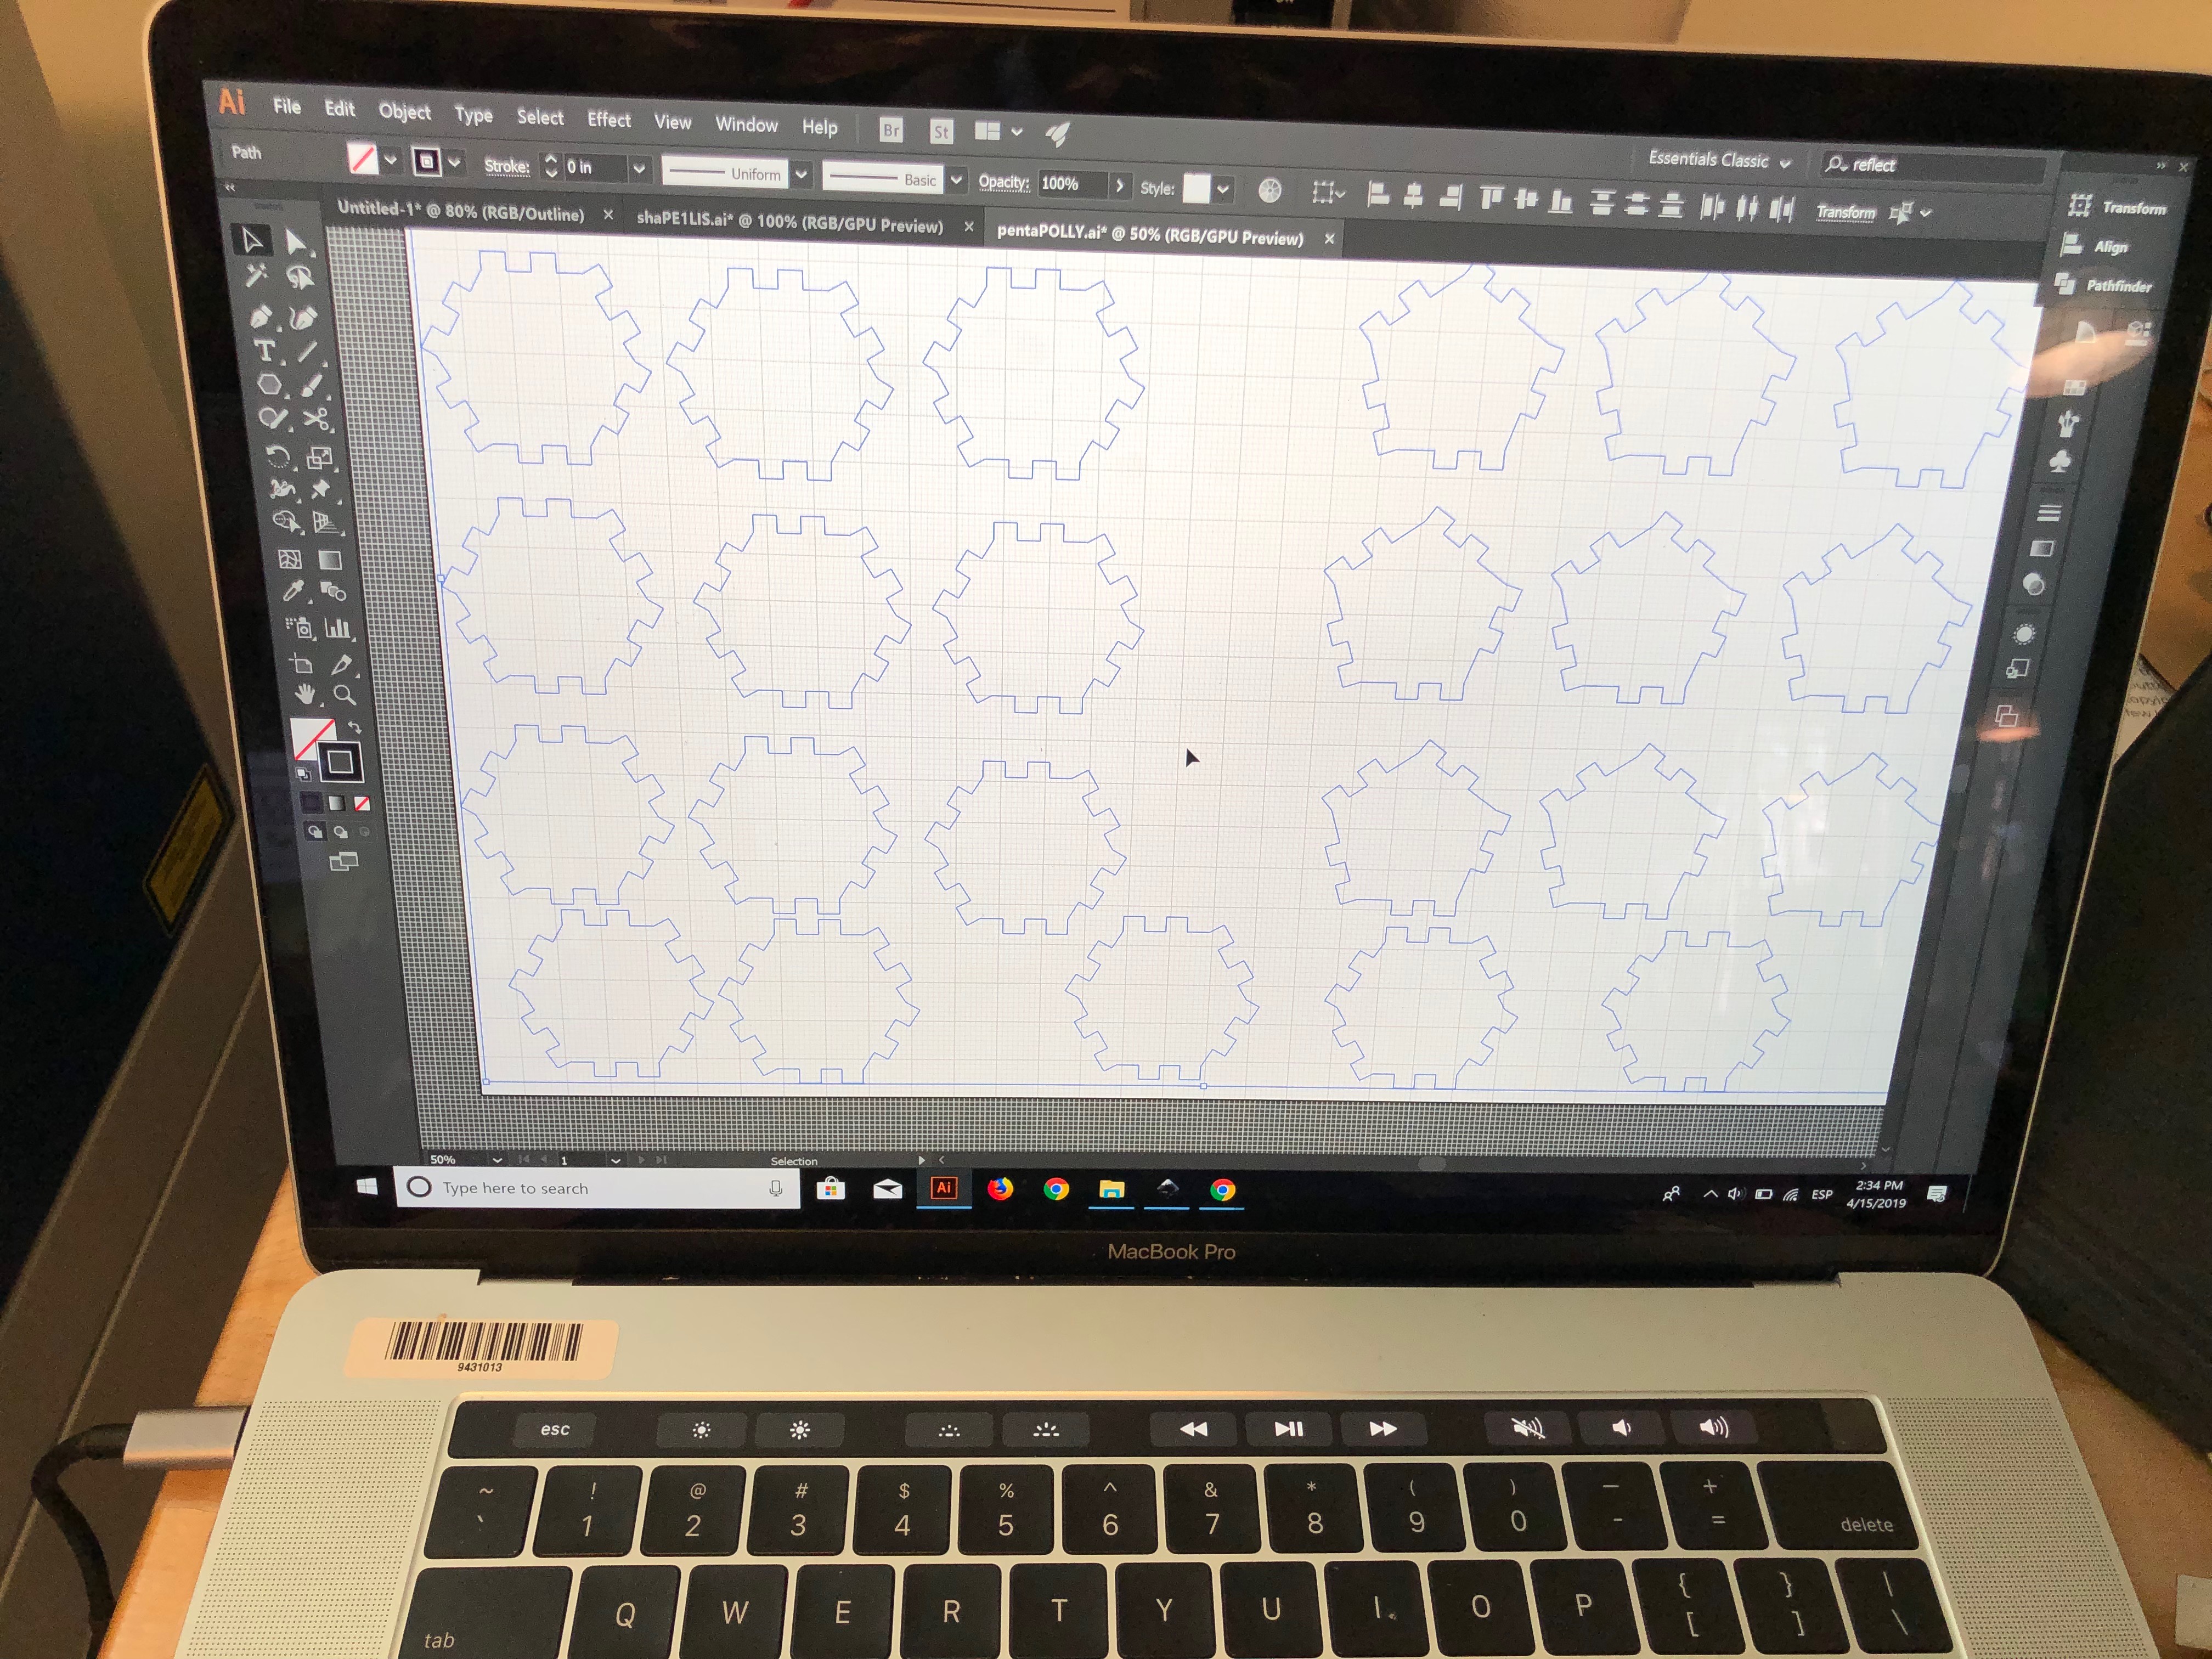 Ai File Edit Object Type Select Effect View Window Help Br St
Essentials Classic reflect
Path Stroke: 0 in Uniform Basic Opacity: 100% Style: Transform
Untitled-1* @ 80% (RGB/Outline) × shaPE1LIS.ai* @ 100% (RGB/GPU Preview) × pentaPOLLY.ai* @ 50% (RGB/GPU Preview) ×
Transform
Align
Pathfinder
50% 1 Selection
Type here to search Ai ESP 2:34 PM
4/15/2019
MacBook Pro
9431013
esc
~ ! @ # $ % ^ & * ( ) — +
` 1 2 3 4 5 6 7 8 9 0 - = delete
tab Q W E R T Y U I O P { [ } ] | \